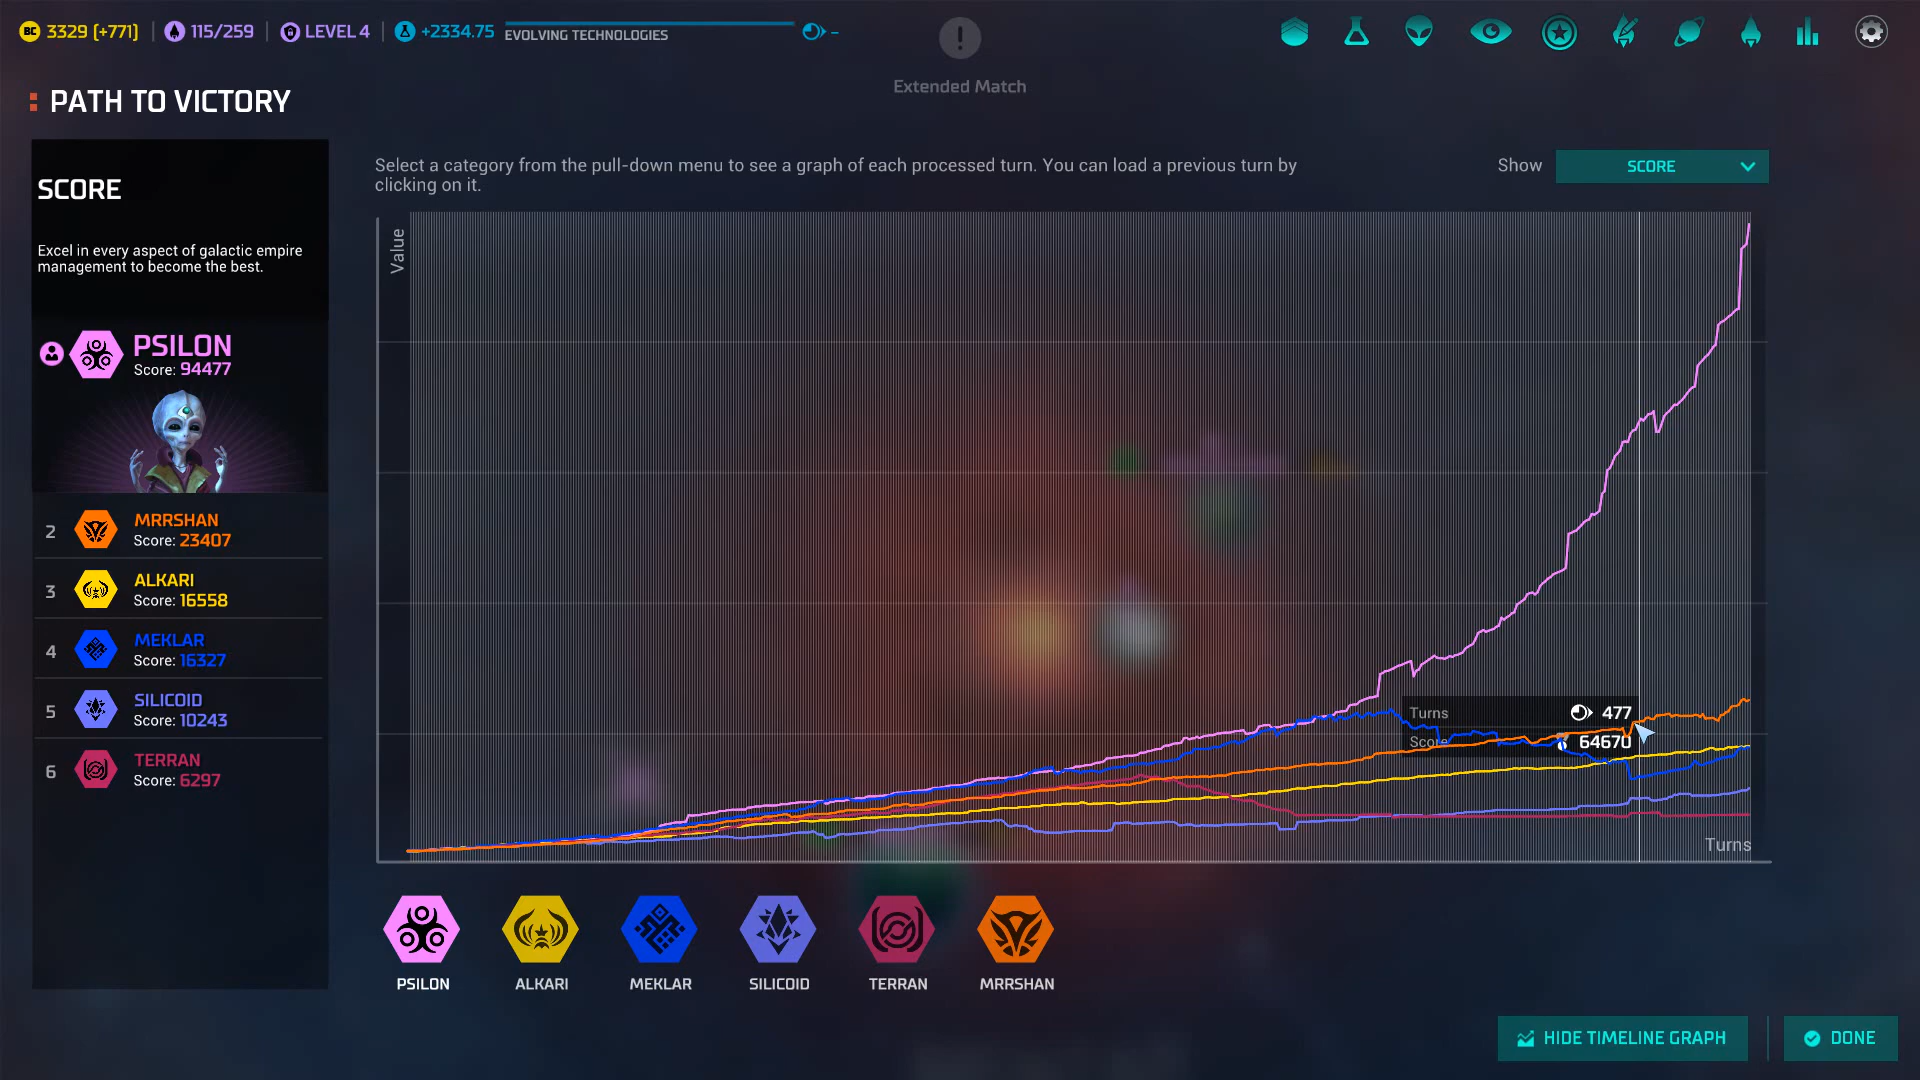 BC 3329 (+771)
115/259
LEVEL 4
+2334.75
EVOLVING TECHNOLOGIES
-
Extended Match
PATH TO VICTORY
SCORE
Excel in every aspect of galactic empire
management to become the best.
PSILON
Score: 94477
2
MRRSHAN
Score: 23407
3
ALKARI
Score: 16558
4
MEKLAR
Score: 16327
5
SILICOID
Score: 10243
6
TERRAN
Score: 6297
Select a category from the pull-down menu to see a graph of each processed turn. You can load a previous turn by
clicking on it.
Show
SCORE
Value
Turns 477
Score 64670
Turns
PSILON
ALKARI
MEKLAR
SILICOID
TERRAN
MRRSHAN
HIDE TIMELINE GRAPH
DONE